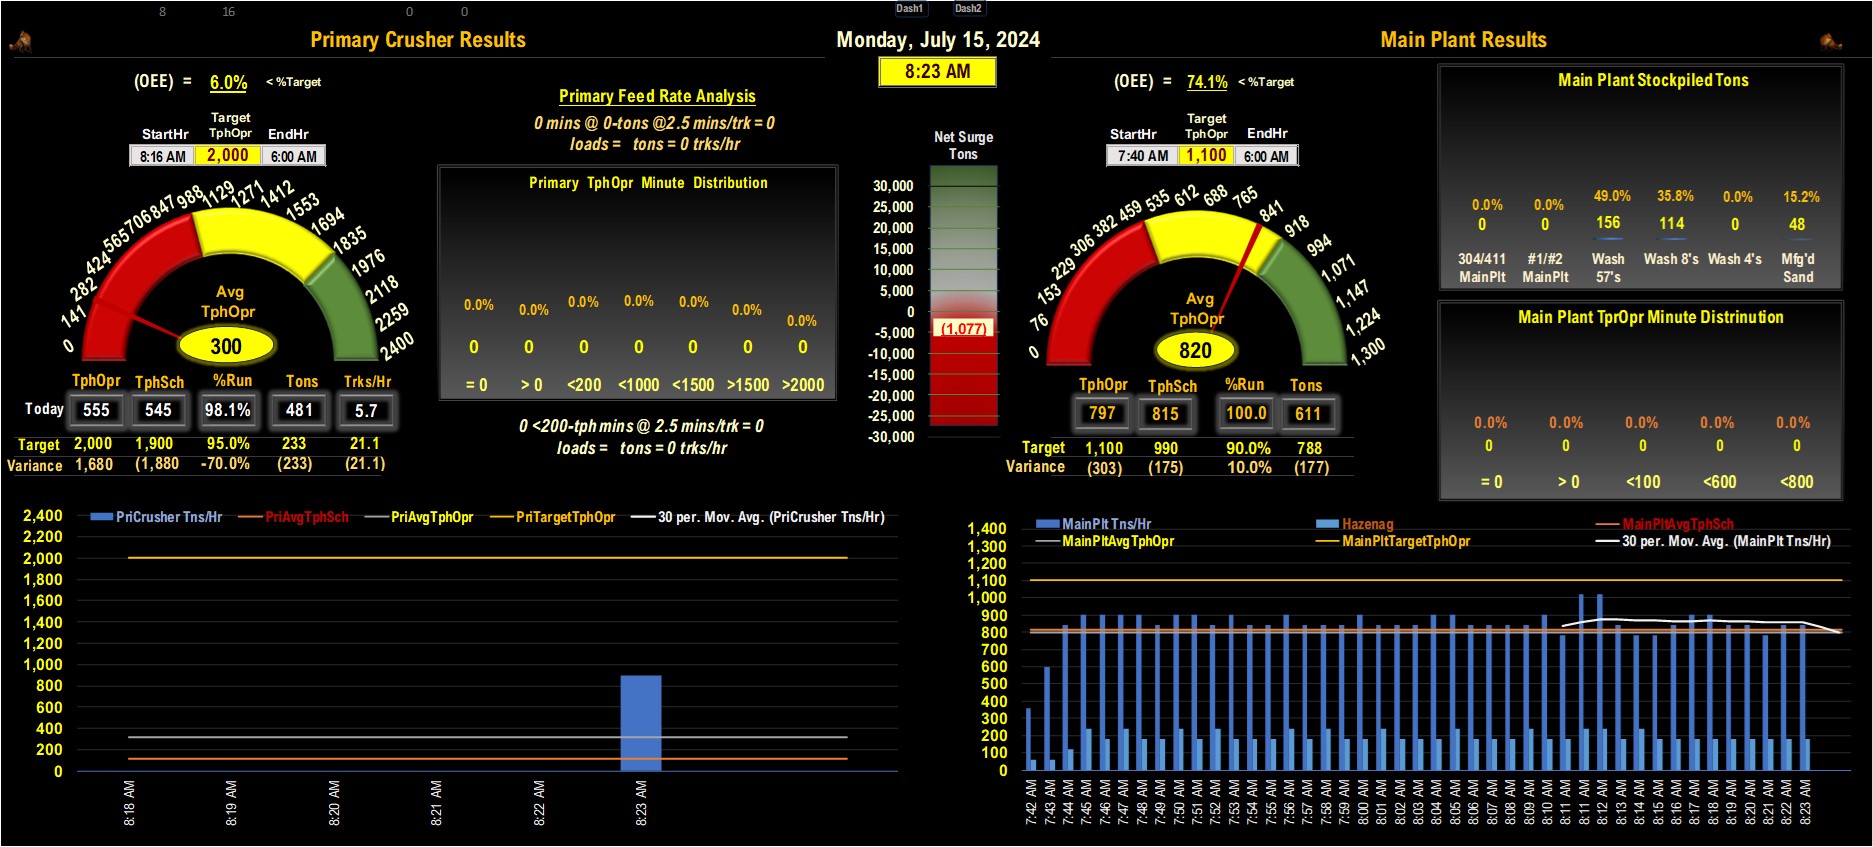 8 16 0 0 Dash1 Dash2
Primary Crusher Results
Monday, July 15, 2024
8:23 AM
Main Plant Results
(OEE) = 6.0% < %Target
Target
StartHr TphOpr EndHr
8:16 AM 2,000 6:00 AM
0 141 282 424 565 706 847 988 1129 1271 1412 1553 1694 1835 1976 2118 2259 2400
Avg
TphOpr
300
TphOpr TphSch %Run Tons Trks/Hr
Today 555 545 98.1% 481 5.7
Target 2,000 1,900 95.0% 233 21.1
Variance 1,680 (1,880 -70.0% (233) (21.1)
Primary Feed Rate Analysis
0 mins @ 0-tons @2.5 mins/trk = 0
loads = tons = 0 trks/hr
Primary TphOpr Minute Distribution
0.0% 0.0% 0.0% 0.0% 0.0% 0.0% 0.0%
0 0 0 0 0 0 0
= 0 > 0 <200 <1000 <1500 >1500 >2000
0 <200-tph mins @ 2.5 mins/trk = 0
loads = tons = 0 trks/hr
Net Surge
Tons
30,000
25,000
20,000
15,000
10,000
5,000
0
-5,000
(1,077)
-10,000
-15,000
-20,000
-25,000
-30,000
(OEE) = 74.1% < %Target
Target
StartHr TphOpr EndHr
7:40 AM 1,100 6:00 AM
0 76 153 229 306 382 459 535 612 688 765 841 918 994 1,071 1,147 1,224 1,300
Avg
TphOpr
820
TphOpr TphSch %Run Tons
797 815 100.0 611
Target 1,100 990 90.0% 788
Variance (303) (175) 10.0% (177)
Main Plant Stockpiled Tons
0.0% 0.0% 49.0% 35.8% 0.0% 15.2%
0 0 156 114 0 48
304/411 #1/#2 Wash Wash 8's Wash 4's Mfg'd
MainPlt MainPlt 57's Sand
Main Plant TprOpr Minute Distrinution
0.0% 0.0% 0.0% 0.0% 0.0%
0 0 0 0 0
= 0 > 0 <100 <600 <800
PriCrusher Tns/Hr PriAvgTphSch PriAvgTphOpr PriTargetTphOpr 30 per. Mov. Avg. (PriCrusher Tns/Hr)
2,400
2,200
2,000
1,800
1,600
1,400
1,200
1,000
800
600
400
200
0
8:18 AM 8:19 AM 8:20 AM 8:21 AM 8:22 AM 8:23 AM
MainPlt Tns/Hr Hazenag MainPltAvgTphSch
MainPltAvgTphOpr MainPltTargetTphOpr 30 per. Mov. Avg. (MainPlt Tns/Hr)
1,400
1,300
1,200
1,100
1,000
900
800
700
600
500
400
300
200
100
0
7:42 AM 7:43 AM 7:44 AM 7:45 AM 7:46 AM 7:47 AM 7:48 AM 7:49 AM 7:50 AM 7:51 AM 7:52 AM 7:53 AM 7:54 AM 7:55 AM 7:56 AM 7:57 AM 7:58 AM 7:59 AM 8:00 AM 8:01 AM 8:02 AM 8:03 AM 8:04 AM 8:05 AM 8:06 AM 8:07 AM 8:08 AM 8:09 AM 8:10 AM 8:11 AM 8:11 AM 8:12 AM 8:13 AM 8:14 AM 8:15 AM 8:16 AM 8:17 AM 8:18 AM 8:19 AM 8:20 AM 8:21 AM 8:22 AM 8:23 AM